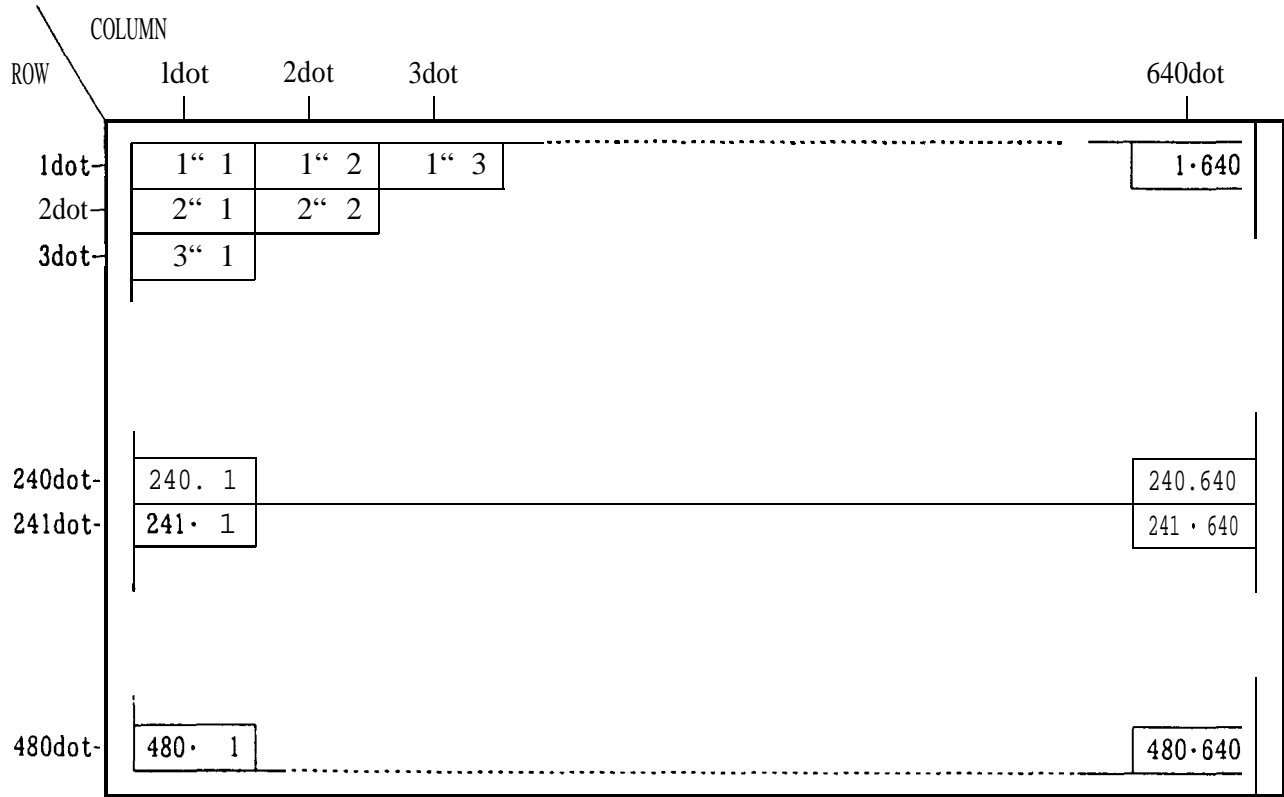 COLUMN
ROW 1dot 2dot 3dot 640dot
1dot- 1“ 1 1“ 2 1“ 3 1·640
2dot- 2“ 1 2“ 2
3dot- 3“ 1
240dot- 240. 1 240.640
241dot- 241· 1 241·640
480dot- 480· 1 480·640